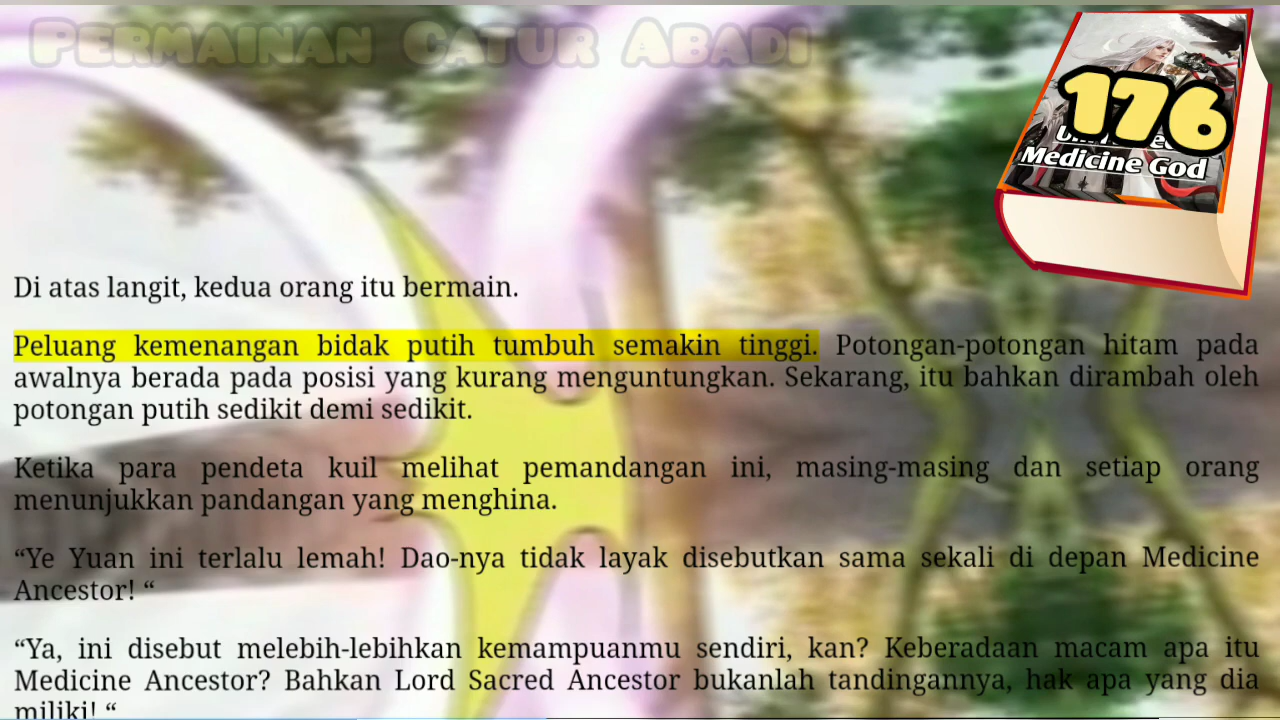 PERMAINAN CATUR ABADI
176
Medicine God
Di atas langit, kedua orang itu bermain.
Peluang kemenangan bidak putih tumbuh semakin tinggi. Potongan-potongan hitam pada
awalnya berada pada posisi yang kurang menguntungkan. Sekarang, itu bahkan dirambah oleh
potongan putih sedikit demi sedikit.
Ketika para pendeta kuil melihat pemandangan ini, masing-masing dan setiap orang
menunjukkan pandangan yang menghina.
“Ye Yuan ini terlalu lemah! Dao-nya tidak layak disebutkan sama sekali di depan Medicine
Ancestor! “
“Ya, ini disebut melebih-lebihkan kemampuanmu sendiri, kan? Keberadaan macam apa itu
Medicine Ancestor? Bahkan Lord Sacred Ancestor bukanlah tandingannya, hak apa yang dia
miliki! “